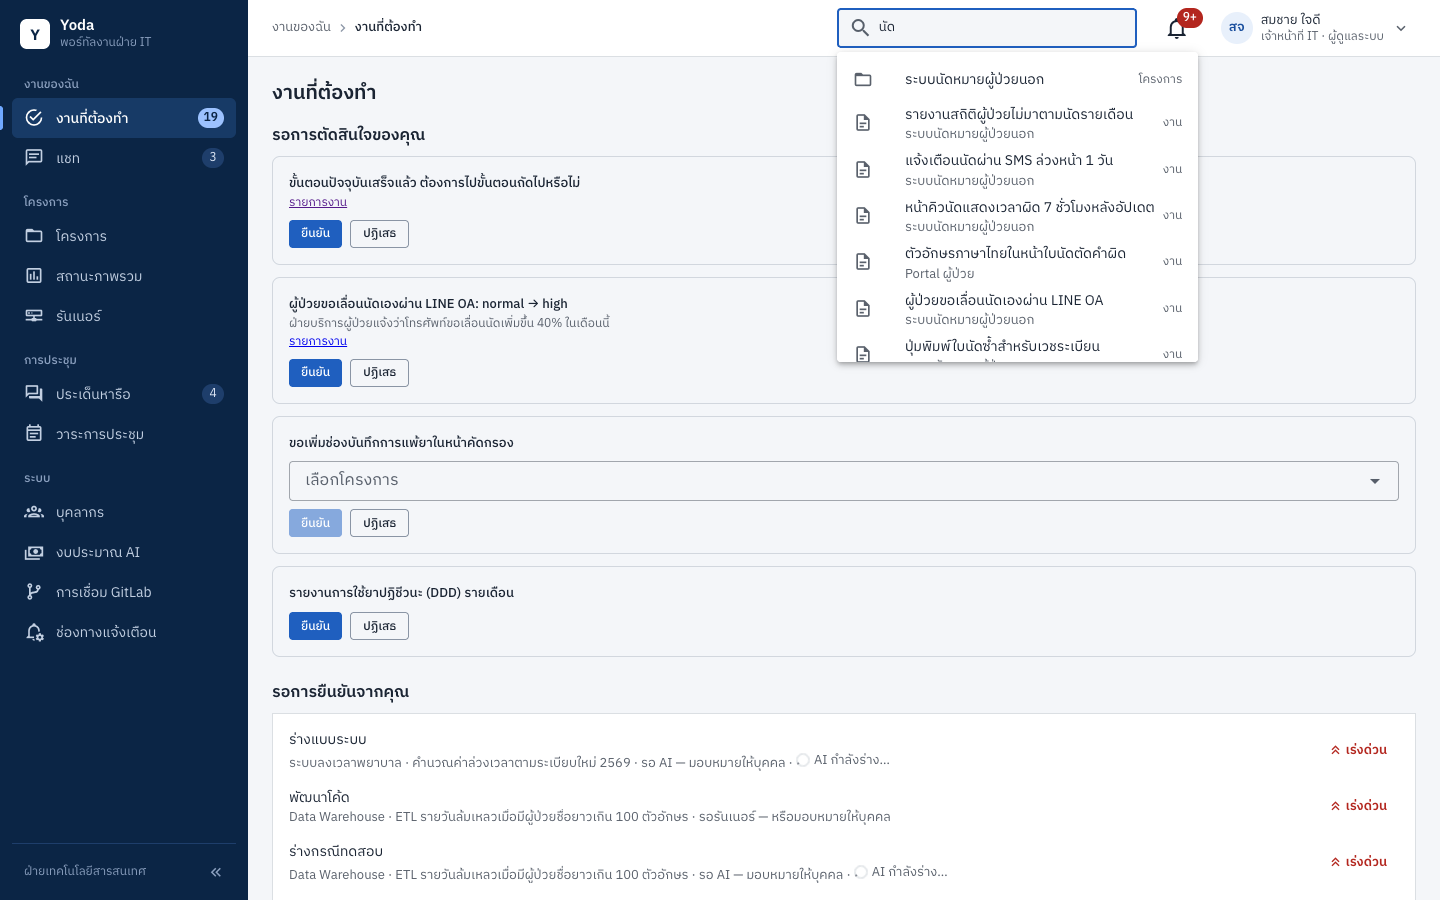 Y
Yoda
พอร์ทัลงานฝ่าย IT
งานของฉัน
งานที่ต้องทำ 19
แชท 3
โครงการ
โครงการ
สถานะภาพรวม
รันเนอร์
การประชุม
ประเด็นหารือ 4
วาระการประชุม
ระบบ
บุคลากร
งบประมาณ AI
การเชื่อม GitLab
ช่องทางแจ้งเตือน
ฝ่ายเทคโนโลยีสารสนเทศ
งานของฉัน › งานที่ต้องทำ
นัด
9+
สจ
สมชาย ใจดี
เจ้าหน้าที่ IT · ผู้ดูแลระบบ
ระบบนัดหมายผู้ป่วยนอก โครงการ
รายงานสถิติผู้ป่วยไม่มาตามนัดรายเดือน งาน
ระบบนัดหมายผู้ป่วยนอก
แจ้งเตือนนัดผ่าน SMS ล่วงหน้า 1 วัน งาน
ระบบนัดหมายผู้ป่วยนอก
หน้าคิวนัดแสดงเวลาผิด 7 ชั่วโมงหลังอัปเดต งาน
ระบบนัดหมายผู้ป่วยนอก
ตัวอักษรภาษาไทยในหน้าใบนัดตัดคำผิด งาน
Portal ผู้ป่วย
ผู้ป่วยขอเลื่อนนัดเองผ่าน LINE OA งาน
ระบบนัดหมายผู้ป่วยนอก
ปุ่มพิมพ์ใบนัดซ้ำสำหรับเวชระเบียน งาน
งานที่ต้องทำ
รอการตัดสินใจของคุณ
ขั้นตอนปัจจุบันเสร็จแล้ว ต้องการไปขั้นตอนถัดไปหรือไม่
รายการงาน
ยืนยัน ปฏิเสธ
ผู้ป่วยขอเลื่อนนัดเองผ่าน LINE OA: normal → high
ฝ่ายบริการผู้ป่วยแจ้งว่าโทรศัพท์ขอเลื่อนนัดเพิ่มขึ้น 40% ในเดือนนี้
รายการงาน
ยืนยัน ปฏิเสธ
ขอเพิ่มช่องบันทึกการแพ้ยาในหน้าคัดกรอง
เลือกโครงการ
ยืนยัน ปฏิเสธ
รายงานการใช้ยาปฏิชีวนะ (DDD) รายเดือน
ยืนยัน ปฏิเสธ
รอการยืนยันจากคุณ
ร่างแบบระบบ
ระบบลงเวลาพยาบาล · คำนวณค่าล่วงเวลาตามระเบียบใหม่ 2569 · รอ AI — มอบหมายให้บุคคล · AI กำลังร่าง… เร่งด่วน
พัฒนาโค้ด
Data Warehouse · ETL รายวันล้มเหลวเมื่อมีผู้ป่วยชื่อยาวเกิน 100 ตัวอักษร · รอรันเนอร์ — หรือมอบหมายให้บุคคล เร่งด่วน
ร่างกรณีทดสอบ
Data Warehouse · ETL รายวันล้มเหลวเมื่อมีผู้ป่วยชื่อยาวเกิน 100 ตัวอักษร · รอ AI — มอบหมายให้บุคคล · AI กำลังร่าง… เร่งด่วน